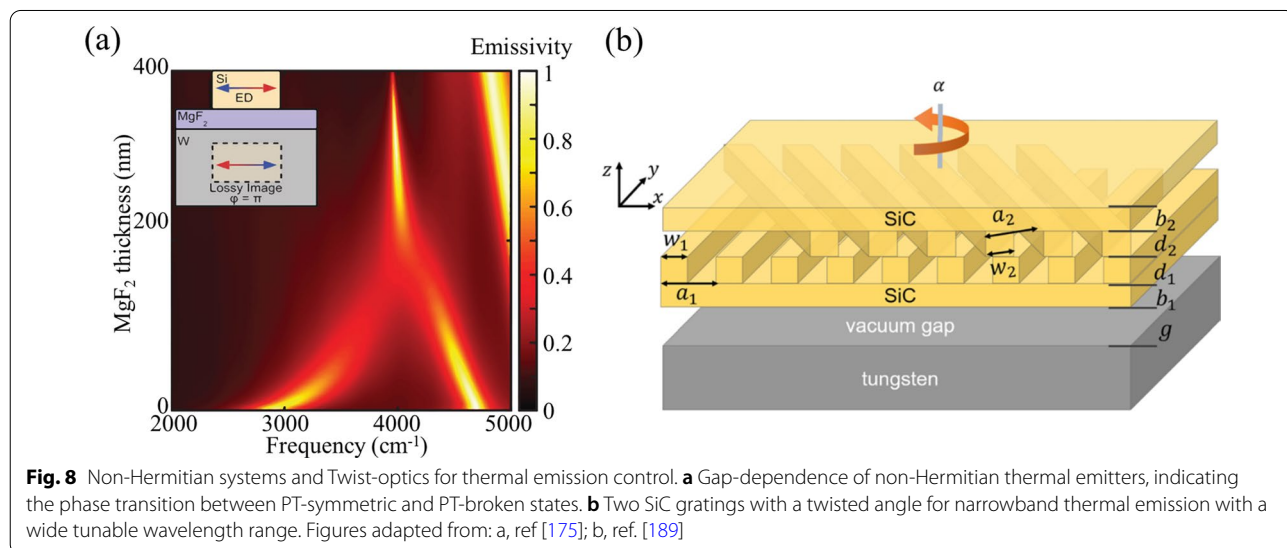 (a)
Emissivity
(b)
400
200
0
MgF2 thickness (nm)
Si
ED
MgF2
W
Lossy Image
φ = π
2000
3000
4000
5000
Frequency (cm-1)
1
0.8
0.6
0.4
0.2
0
α
z
y
x
SiC
a2
w1
w2
a1
SiC
b2
d2
d1
b1
vacuum gap
g
tungsten
Fig. 8 Non-Hermitian systems and Twist-optics for thermal emission control. a Gap-dependence of non-Hermitian thermal emitters, indicating
the phase transition between PT-symmetric and PT-broken states. b Two SiC gratings with a twisted angle for narrowband thermal emission with a
wide tunable wavelength range. Figures adapted from: a, ref [175]; b, ref. [189]